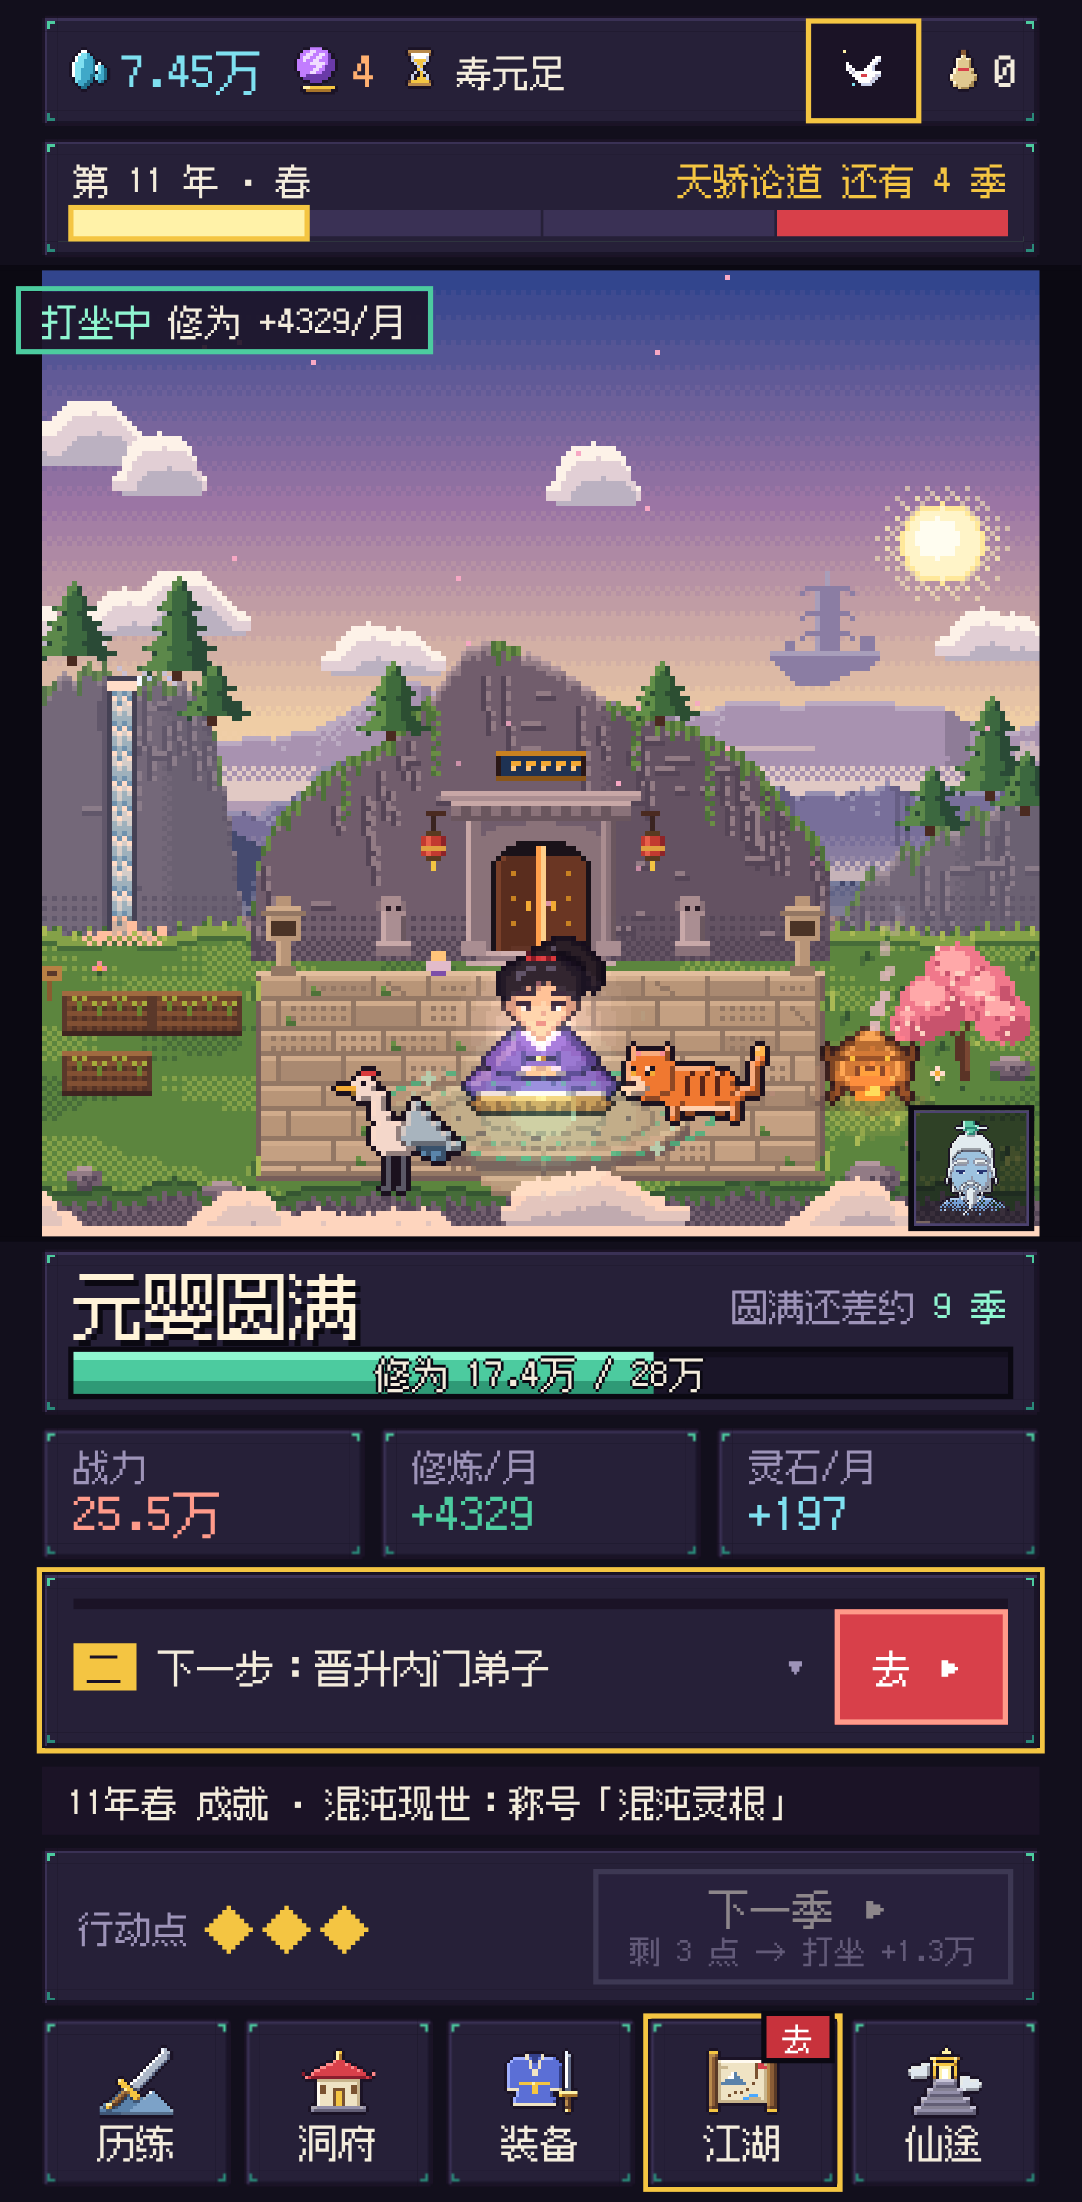 7.45万 4 寿元足 0
第 11 年 · 春 天骄论道 还有 4 季
打坐中 修为 +4329/月
元婴圆满 圆满还差约 9 季
修为 17.4万 / 28万
战力 修炼/月 灵石/月
25.5万 +4329 +197
二 下一步：晋升内门弟子 ▼ 去 ▶
11年春 成就 · 混沌现世：称号「混沌灵根」
行动点 下一季 ▶
剩 3 点 → 打坐 +1.3万
去
历练 洞府 装备 江湖 仙途